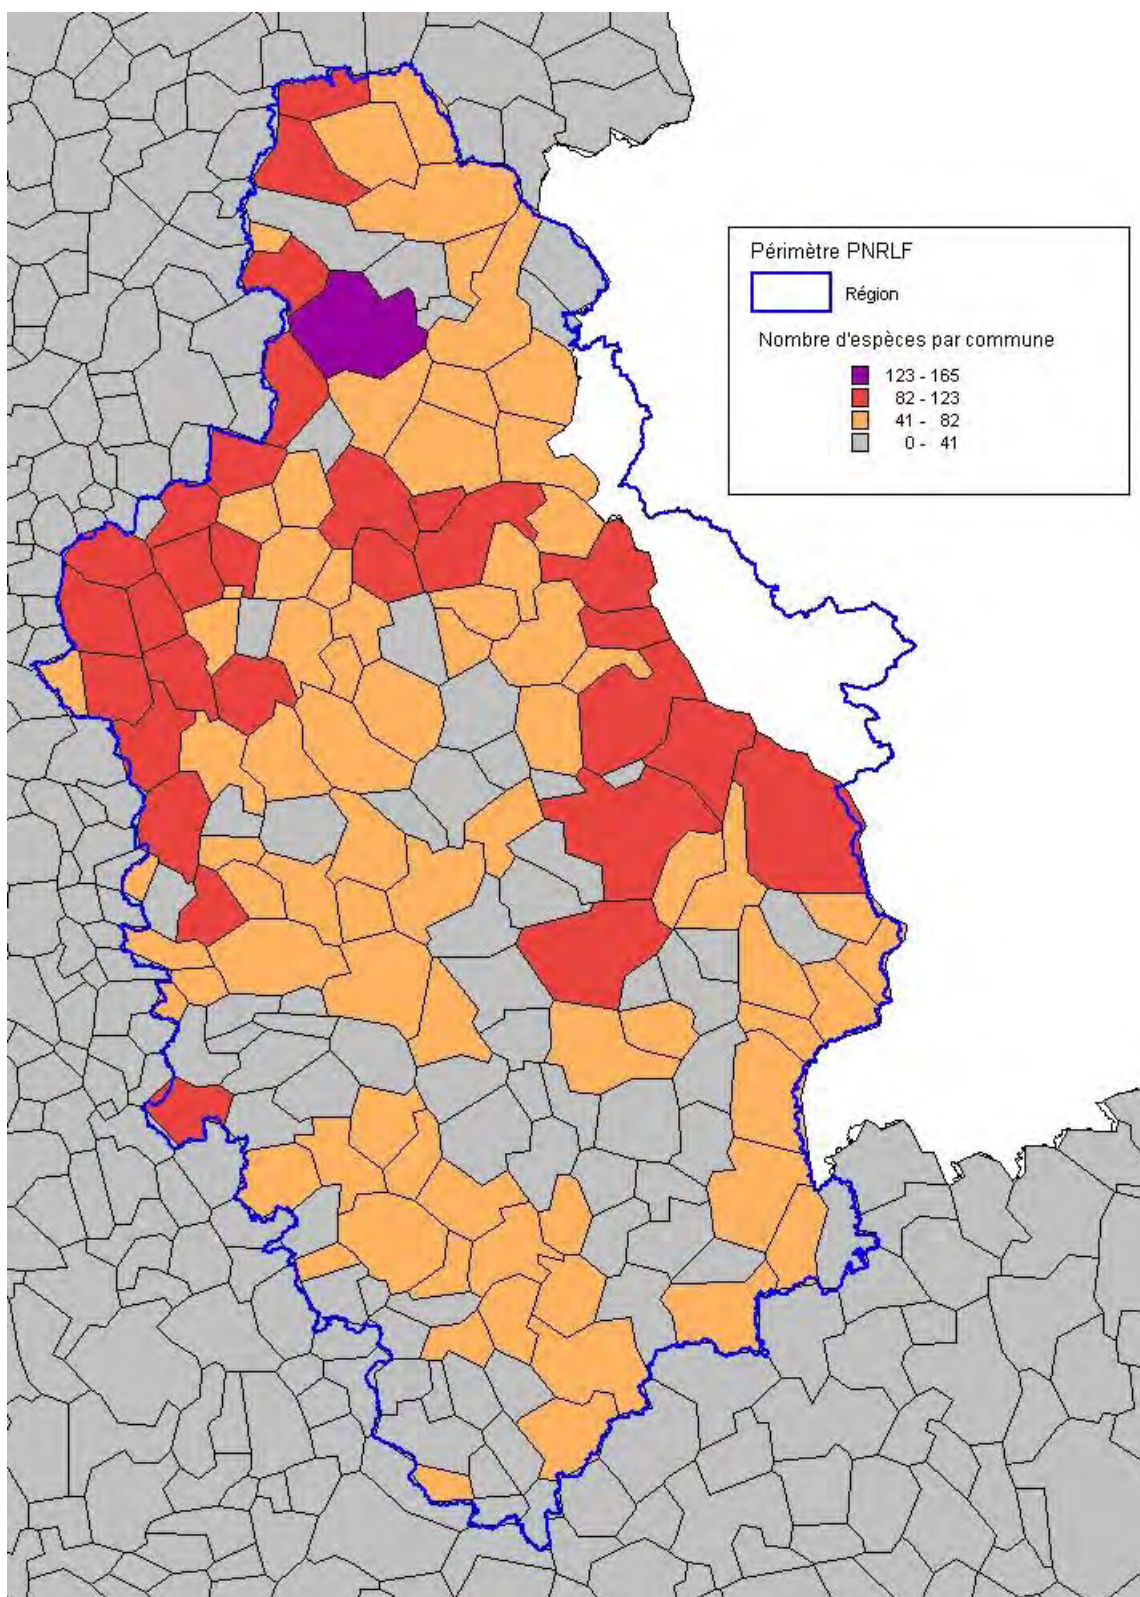 Périmètre PNRLF
Région
Nombre d'espèces par commune
123 - 165
82 - 123
41 - 82
0 - 41